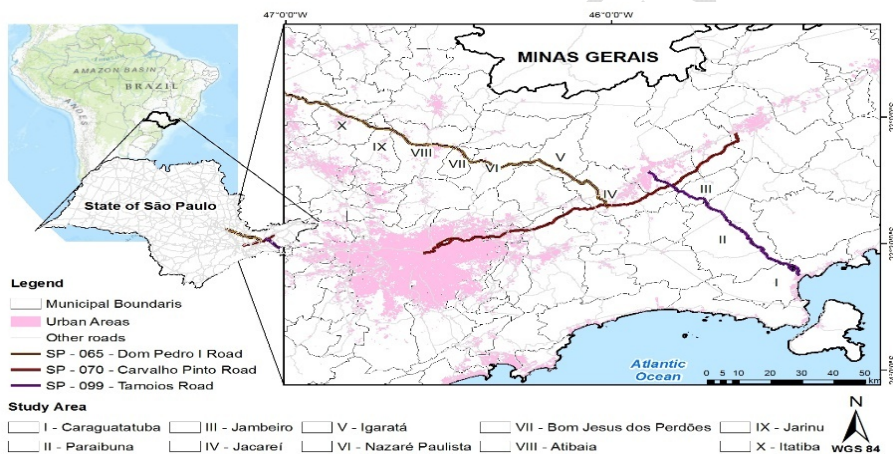 47°0'0"W
46°0'0"W
MINAS GERAIS
AMAZON BASIN
BRAZIL
ANDES
State of São Paulo
X
IX
VIII
VII
VI
V
IV
III
II
I
Atlantic
Ocean
0 5 10 20 30 40 50
km
Legend
Municipal Boundaris
Urban Areas
Other roads
SP - 065 - Dom Pedro I Road
SP - 070 - Carvalho Pinto Road
SP - 099 - Tamoios Road
Study Area
I - Caraguatatuba
III - Jambeiro
V - Igaratá
VII - Bom Jesus dos Perdões
IX - Jarinu
II - Paraibuna
IV - Jacareí
VI - Nazaré Paulista
VIII - Atibaia
X - Itatiba
N
WGS 84